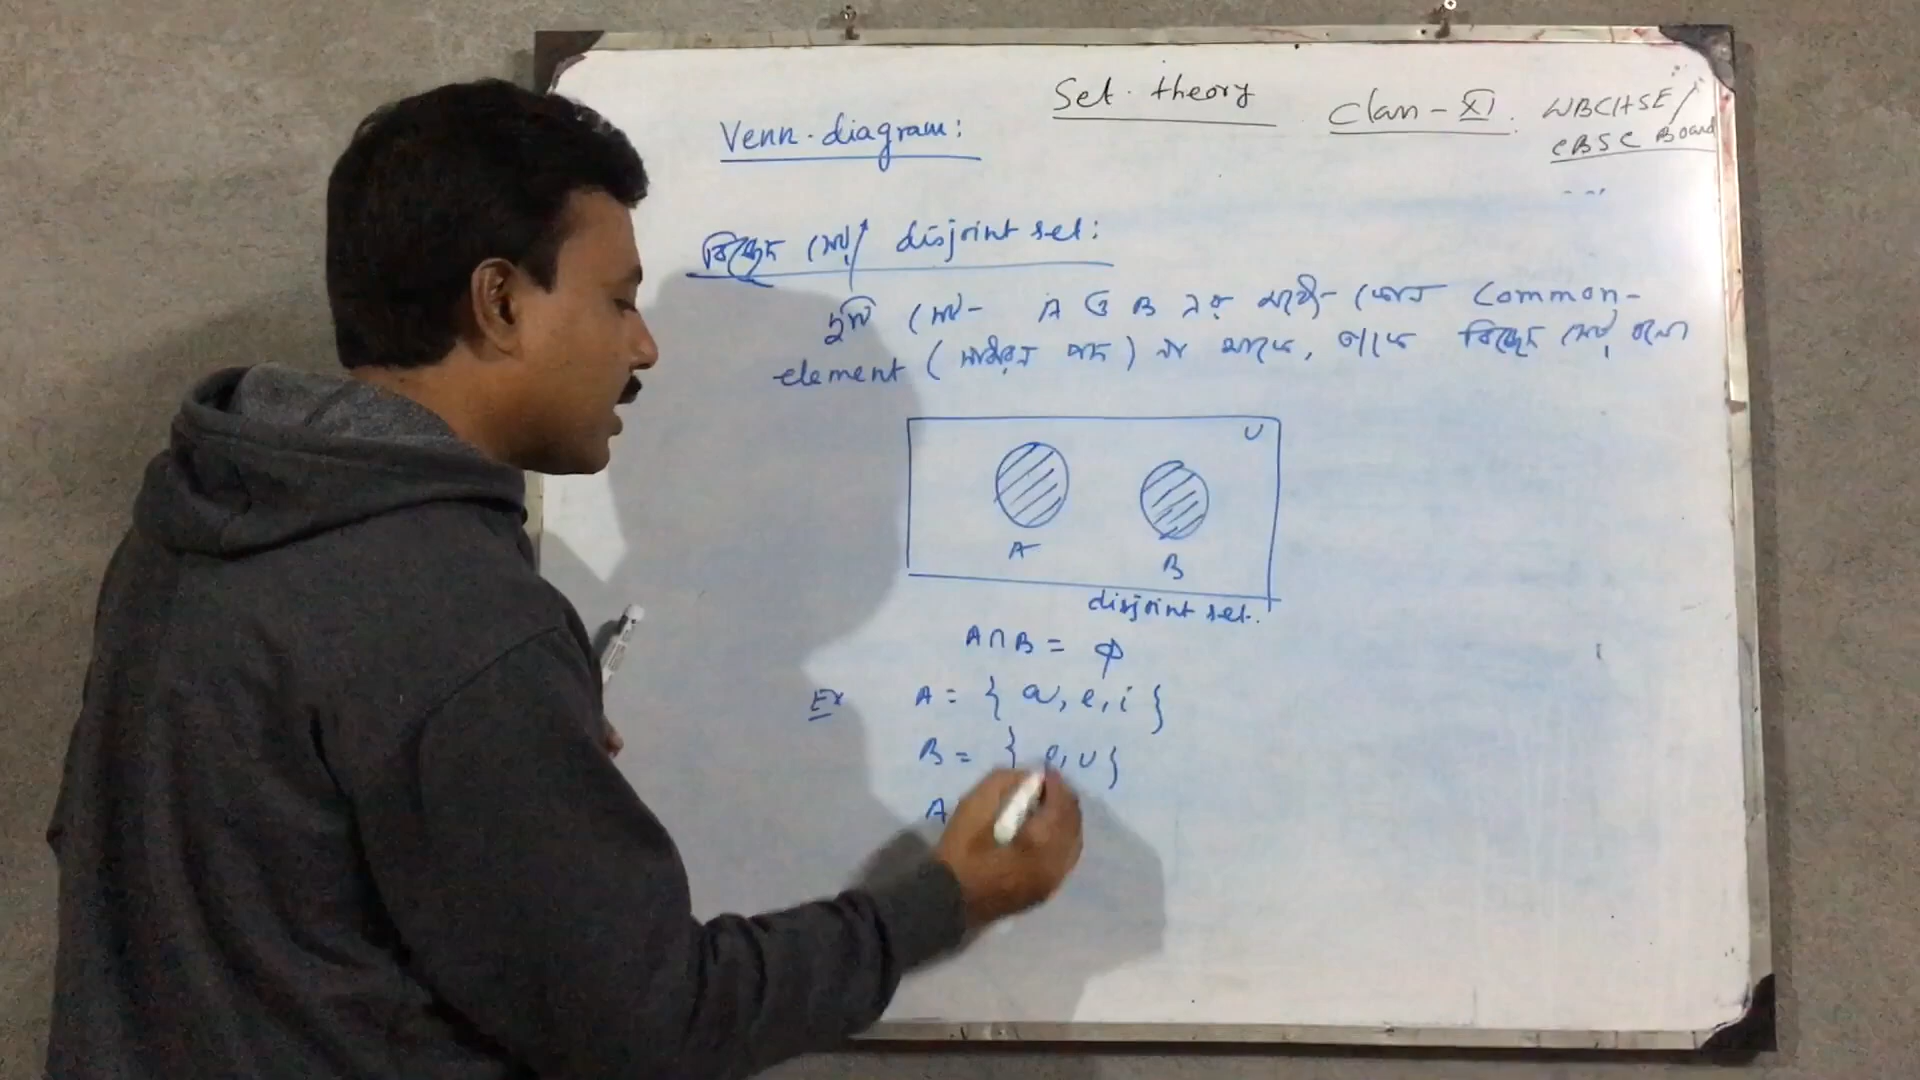 Set theory
Class - XI
WBCHSE /
CBSC Board
Venn-diagram:
বিচ্ছেদ সেট / disjoint set:
দুটি সেট- A ও B এর মধ্যে কোন Common-
element (সাধারন পদ) না থাকে, তাকে বিচ্ছেদ সেট বলে
U
A
B
disjoint set.
A∩B = ϕ
Ex A = { a, e, i }
B = { o, u }
A